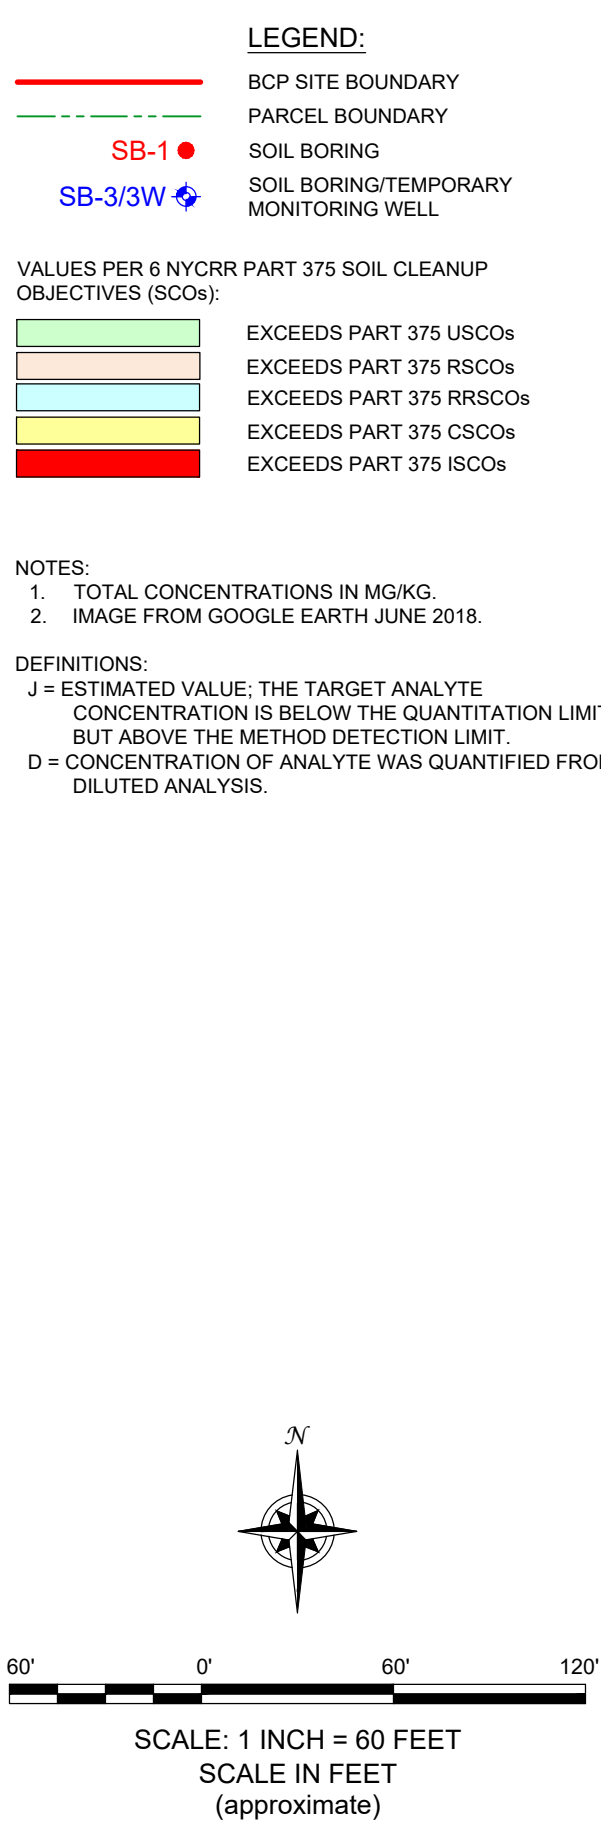 LEGEND:
BCP SITE BOUNDARY
PARCEL BOUNDARY
SB-1 SOIL BORING
SB-3/3W SOIL BORING/TEMPORARY
MONITORING WELL
VALUES PER 6 NYCRR PART 375 SOIL CLEANUP
OBJECTIVES (SCOs):
EXCEEDS PART 375 USCOs
EXCEEDS PART 375 RSCOs
EXCEEDS PART 375 RRSCOs
EXCEEDS PART 375 CSCOs
EXCEEDS PART 375 ISCOs
NOTES:
1. TOTAL CONCENTRATIONS IN MG/KG.
2. IMAGE FROM GOOGLE EARTH JUNE 2018.
DEFINITIONS:
J = ESTIMATED VALUE; THE TARGET ANALYTE
CONCENTRATION IS BELOW THE QUANTITATION LIMIT
BUT ABOVE THE METHOD DETECTION LIMIT.
D = CONCENTRATION OF ANALYTE WAS QUANTIFIED FROM
DILUTED ANALYSIS.
N
60' 0' 60' 120'
SCALE: 1 INCH = 60 FEET
SCALE IN FEET
(approximate)